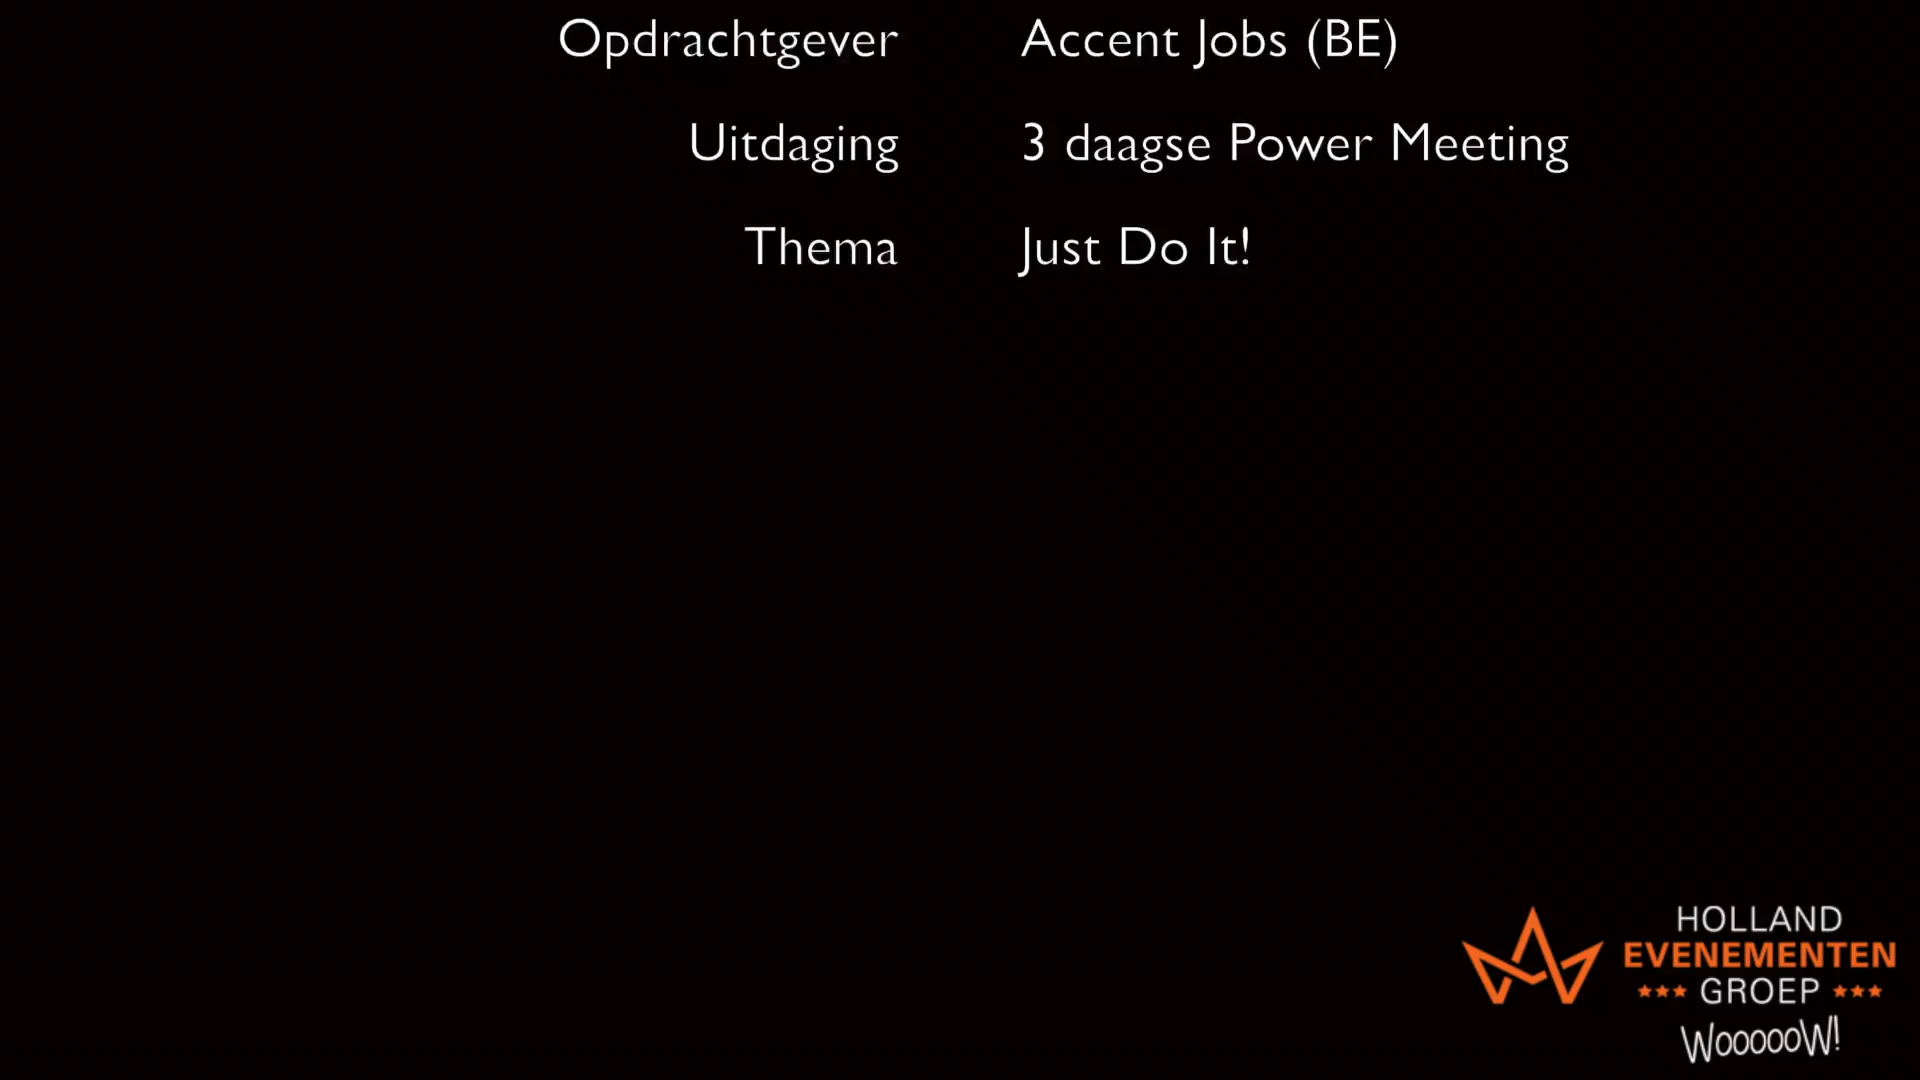 Opdrachtgever Accent Jobs (BE)
Uitdaging 3 daagse Power Meeting
Thema Just Do It!
HOLLAND
EVENEMENTEN
GROEP
WOOOOOW!